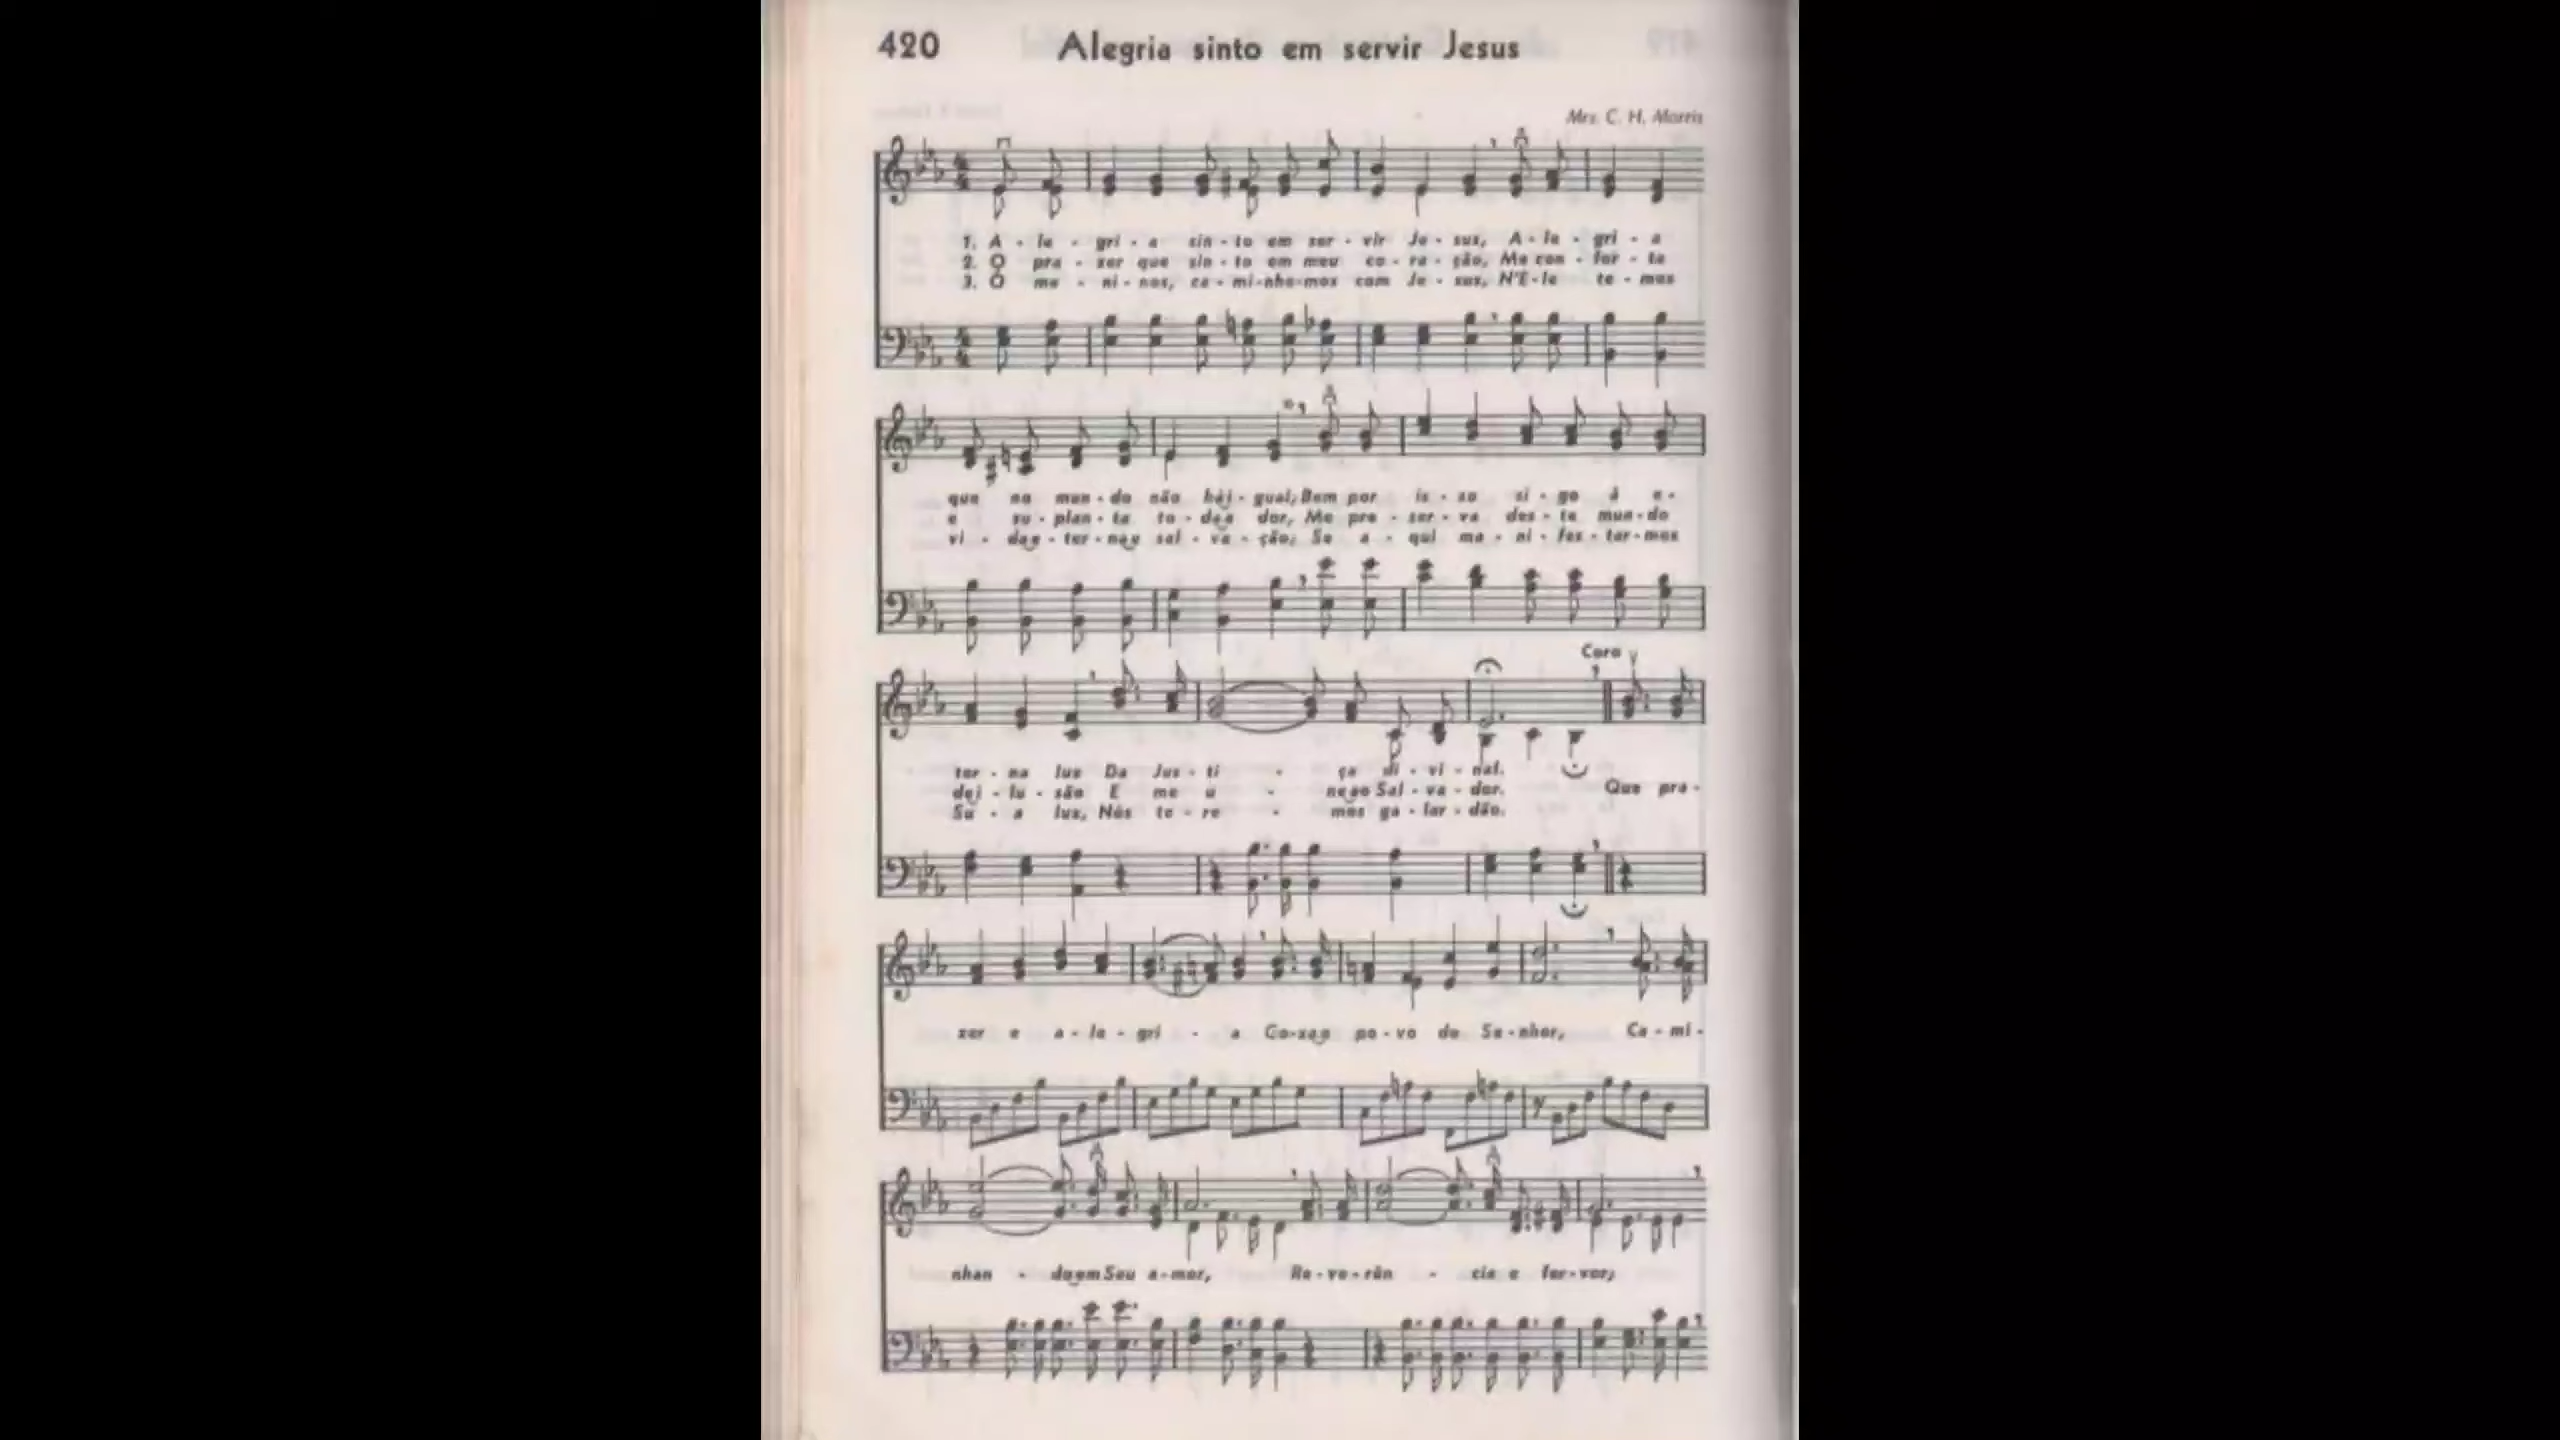 420 Alegria sinto em servir Jesus
Mrs. C. H. Morris
1. A - le - gri - a sin - to em ser - vir Je - sus, A - le - gri - a
2. O pra - zer que sin - to em meu co - ra - ção, Me con - for - ta
3. Ó me - ni - nos, ca - mi-nhe-mos com Je - sus, N'E-le te - mos
que no mun - do não há i - gual; Bem por is - so si - go à e -
e su - plan - ta to - da a dor, Me pre - ser - va des - te mun - do
vi - da e - ter - na e sal - va - ção; Se a - qui ma - ni - fes - tar - mos
ter - na luz Da Jus - ti - ça di - vi - nal.
de i - lu - são E me u - ne ao Sal - va - dor.
Su - a luz, Nós te - re - mos ga - lar - dão.
Coro
Que pra -
zer e a - le - gri - a Go-za o po - vo do Se - nhor, Ca - mi -
nhan - do em Seu a-mor, Re - ve - rên - cia e fer-vor;